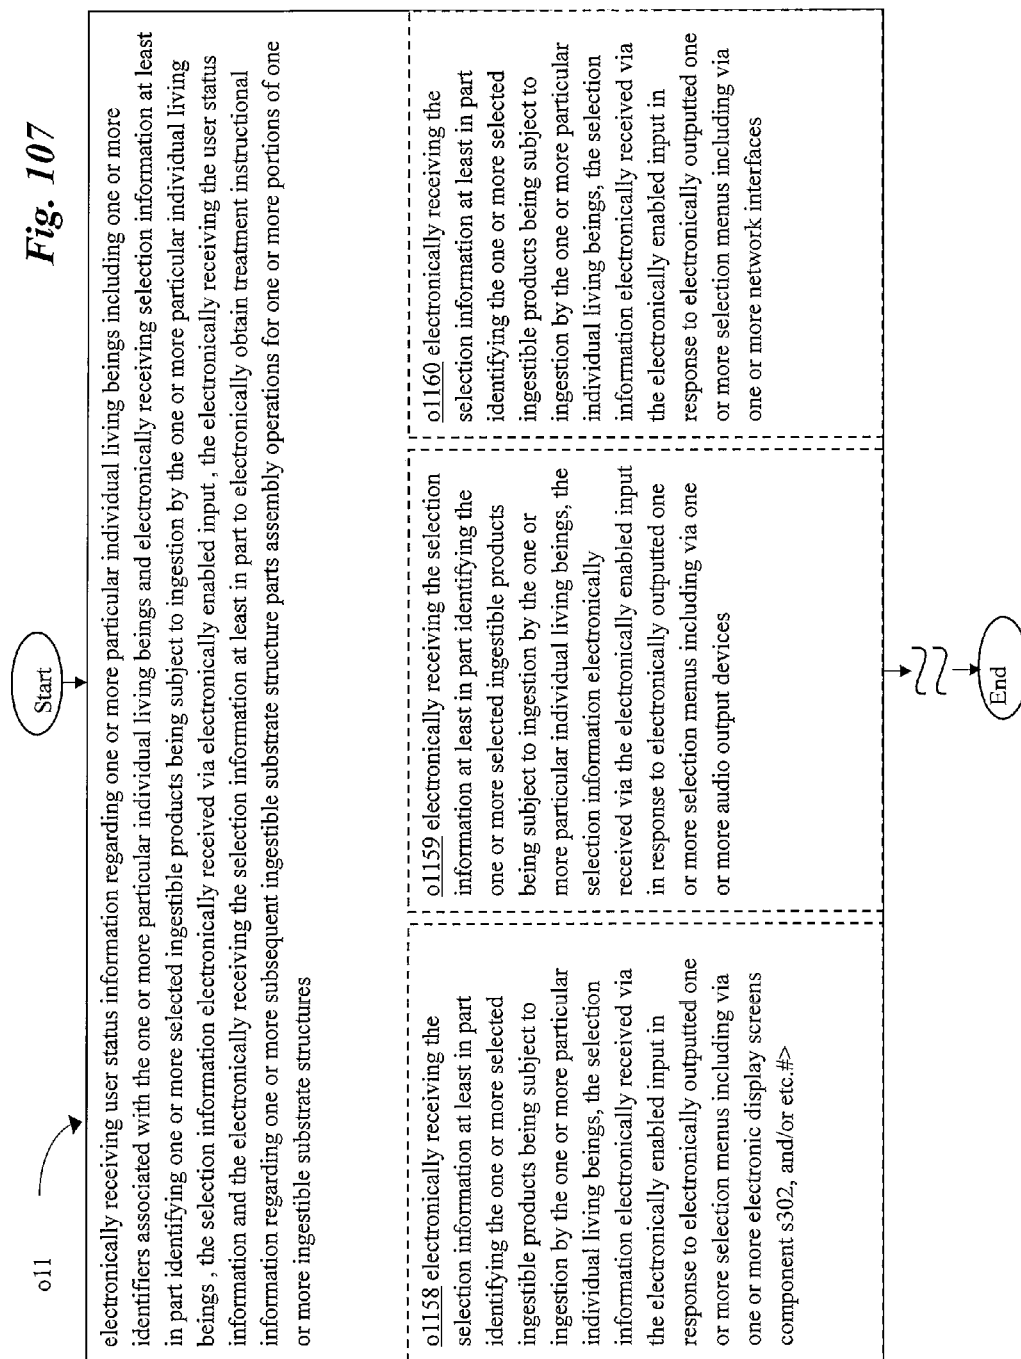 Fig. 107
o11
Start
electronically receiving user status information regarding one or more particular individual living beings including one or more
identifiers associated with the one or more particular individual living beings and electronically receiving selection information at least
in part identifying one or more selected ingestible products being subject to ingestion by the one or more particular individual living
beings , the selection information electronically received via electronically enabled input , the electronically receiving the user status
information and the electronically receiving the selection information at least in part to electronically obtain treatment instructional
information regarding one or more subsequent ingestible substrate structure parts assembly operations for one or more portions of one
or more ingestible substrate structures
o1158 electronically receiving the
selection information at least in part
identifying the one or more selected
ingestible products being subject to
ingestion by the one or more particular
individual living beings, the selection
information electronically received via
the electronically enabled input in
response to electronically outputted one
or more selection menus including via
one or more electronic display screens
component s302, and/or etc.#>
o1159 electronically receiving the selection
information at least in part identifying the
one or more selected ingestible products
being subject to ingestion by the one or
more particular individual living beings, the
selection information electronically
received via the electronically enabled input
in response to electronically outputted one
or more selection menus including via one
or more audio output devices
o1160 electronically receiving the
selection information at least in part
identifying the one or more selected
ingestible products being subject to
ingestion by the one or more particular
individual living beings, the selection
information electronically received via
the electronically enabled input in
response to electronically outputted one
or more selection menus including via
one or more network interfaces
End